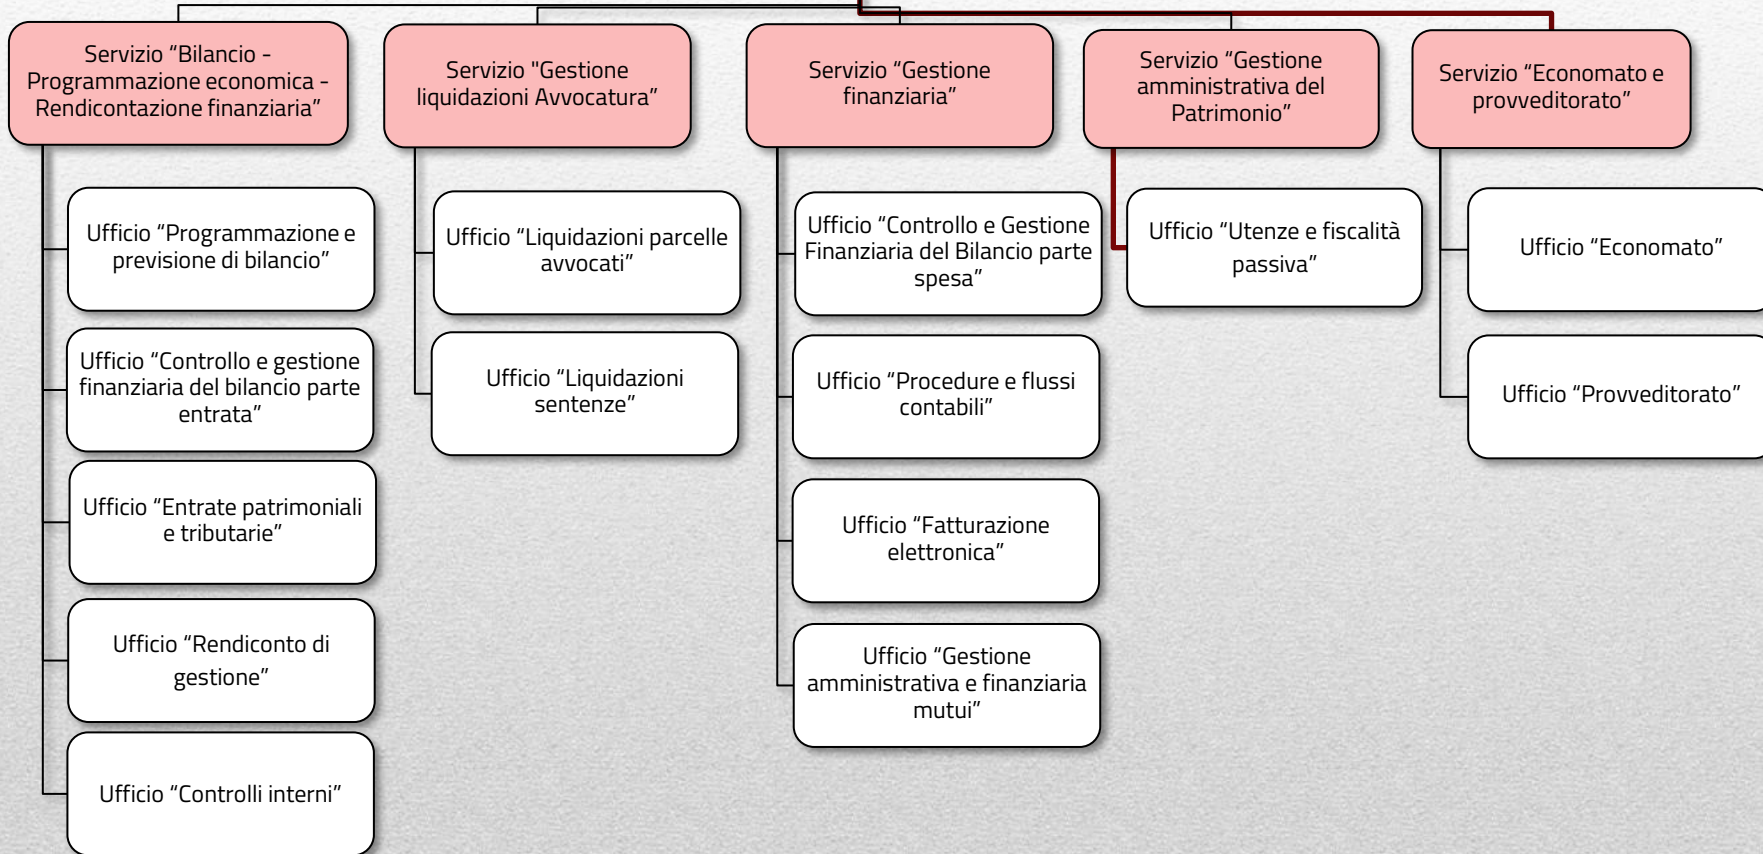 Servizio “Bilancio -
Programmazione economica -
Rendicontazione finanziaria”
Servizio "Gestione
liquidazioni Avvocatura”
Servizio “Gestione
finanziaria”
Servizio “Gestione
amministrativa del
Patrimonio”
Servizio “Economato e
provveditorato”
Ufficio “Programmazione e
previsione di bilancio”
Ufficio “Controllo e gestione
finanziaria del bilancio parte
entrata”
Ufficio “Entrate patrimoniali
e tributarie”
Ufficio “Rendiconto di
gestione”
Ufficio “Controlli interni”
Ufficio “Liquidazioni parcelle
avvocati”
Ufficio “Liquidazioni
sentenze”
Ufficio “Controllo e Gestione
Finanziaria del Bilancio parte
spesa”
Ufficio “Procedure e flussi
contabili”
Ufficio “Fatturazione
elettronica”
Ufficio “Gestione
amministrativa e finanziaria
mutui”
Ufficio “Utenze e fiscalità
passiva”
Ufficio “Economato”
Ufficio “Provveditorato”